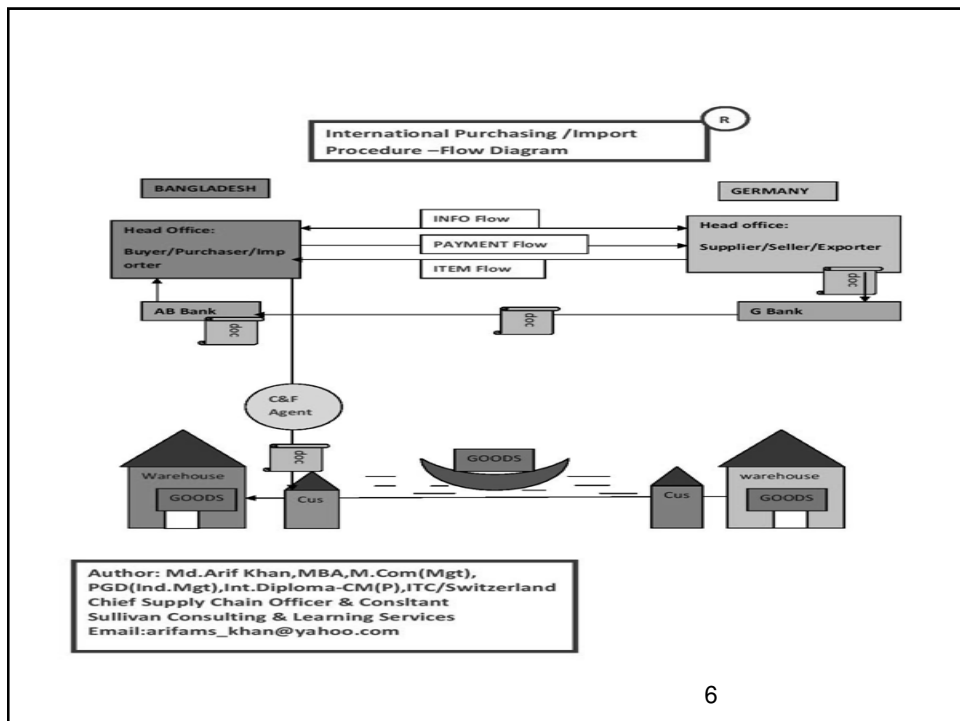 R
International Purchasing /Import
Procedure –Flow Diagram
BANGLADESH
GERMANY
Head Office:
Buyer/Purchaser/Imp
orter
INFO Flow
PAYMENT Flow
ITEM Flow
Head office:
Supplier/Seller/Exporter
doc
AB Bank
doc
doc
G Bank
C&F
Agent
doc
GOODS
Warehouse
GOODS
Cus
Cus
warehouse
GOODS
Author: Md.Arif Khan,MBA,M.Com(Mgt),
PGD(Ind.Mgt),Int.Diploma-CM(P),ITC/Switzerland
Chief Supply Chain Officer & Consltant
Sullivan Consulting & Learning Services
Email:arifams_khan@yahoo.com
6